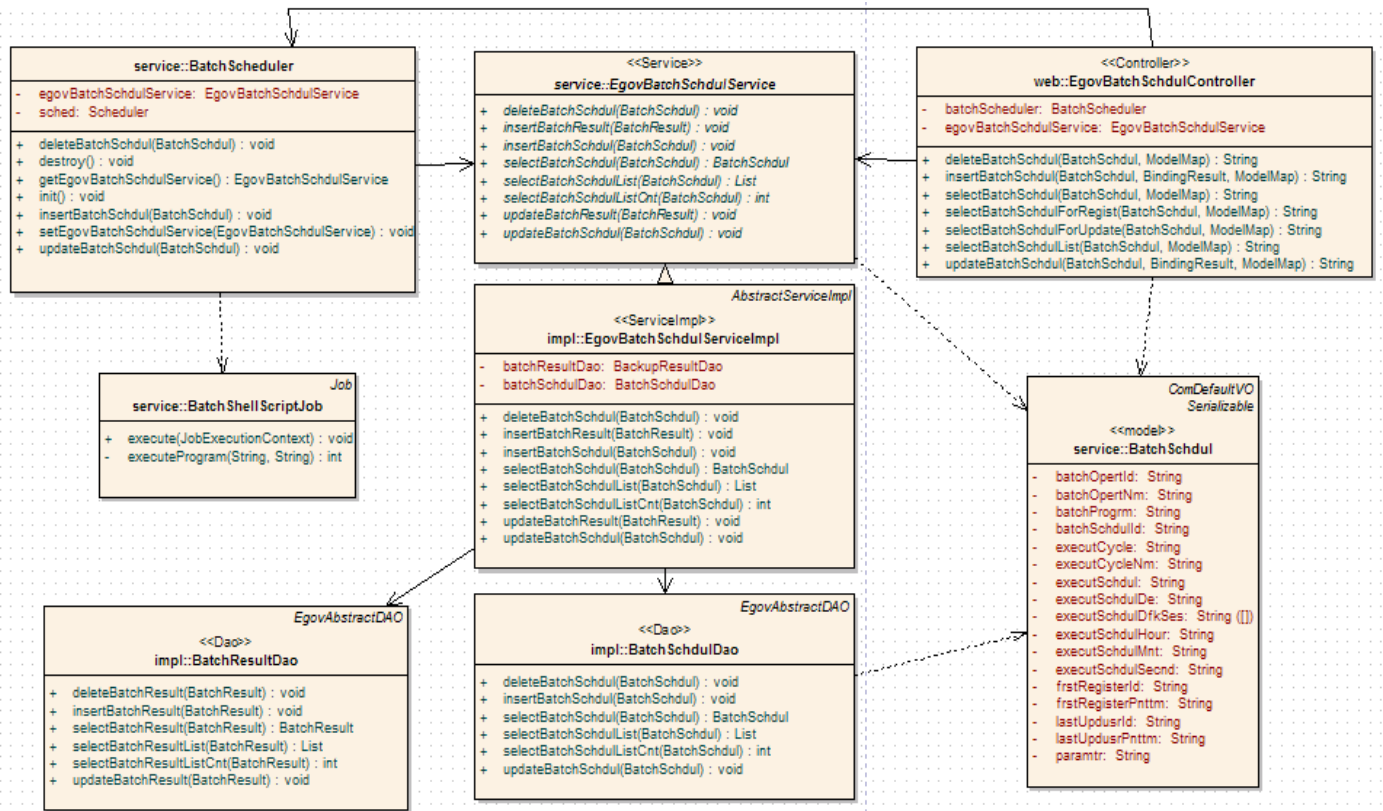 service::BatchScheduler
- egovBatchSchdulService: EgovBatchSchdulService
- sched: Scheduler
+ deleteBatchSchdul(BatchSchdul) : void
+ destroy() : void
+ getEgovBatchSchdulService() : EgovBatchSchdulService
+ init() : void
+ insertBatchSchdul(BatchSchdul) : void
+ setEgovBatchSchdulService(EgovBatchSchdulService) : void
+ updateBatchSchdul(BatchSchdul) : void
<<Service>>
service::EgovBatchSchdulService
+ deleteBatchSchdul(BatchSchdul) : void
+ insertBatchResult(BatchResult) : void
+ insertBatchSchdul(BatchSchdul) : void
+ selectBatchSchdul(BatchSchdul) : BatchSchdul
+ selectBatchSchdulList(BatchSchdul) : List
+ selectBatchSchdulListCnt(BatchSchdul) : int
+ updateBatchResult(BatchResult) : void
+ updateBatchSchdul(BatchSchdul) : void
<<Controller>>
web::EgovBatchSchdulController
- batchScheduler: BatchScheduler
- egovBatchSchdulService: EgovBatchSchdulService
+ deleteBatchSchdul(BatchSchdul, ModelMap) : String
+ insertBatchSchdul(BatchSchdul, BindingResult, ModelMap) : String
+ selectBatchSchdul(BatchSchdul, ModelMap) : String
+ selectBatchSchdulForRegist(BatchSchdul, ModelMap) : String
+ selectBatchSchdulForUpdate(BatchSchdul, ModelMap) : String
+ selectBatchSchdulList(BatchSchdul, ModelMap) : String
+ updateBatchSchdul(BatchSchdul, BindingResult, ModelMap) : String
Job
service::BatchShellScriptJob
+ execute(JobExecutionContext) : void
- executeProgram(String, String) : int
AbstractServiceImpl
<<ServiceImpl>>
impl::EgovBatchSchdulServiceImpl
- batchResultDao: BackupResultDao
- batchSchdulDao: BatchSchdulDao
+ deleteBatchSchdul(BatchSchdul) : void
+ insertBatchResult(BatchResult) : void
+ insertBatchSchdul(BatchSchdul) : void
+ selectBatchSchdul(BatchSchdul) : BatchSchdul
+ selectBatchSchdulList(BatchSchdul) : List
+ selectBatchSchdulListCnt(BatchSchdul) : int
+ updateBatchResult(BatchResult) : void
+ updateBatchSchdul(BatchSchdul) : void
ComDefaultVO
Serializable
<<model>>
service::BatchSchdul
- batchOpertId: String
- batchOpertNm: String
- batchProgrm: String
- batchSchdulId: String
- executCycle: String
- executCycleNm: String
- executSchdul: String
- executSchdulDe: String
- executSchdulDfkSes: String ([])
- executSchdulHour: String
- executSchdulMnt: String
- executSchdulSecnd: String
- frstRegisterId: String
- frstRegisterPnttm: String
- lastUpdusrId: String
- lastUpdusrPnttm: String
- paramtr: String
EgovAbstractDAO
<<Dao>>
impl::BatchResultDao
+ deleteBatchResult(BatchResult) : void
+ insertBatchResult(BatchResult) : void
+ selectBatchResult(BatchResult) : BatchResult
+ selectBatchResultList(BatchResult) : List
+ selectBatchResultListCnt(BatchResult) : int
+ updateBatchResult(BatchResult) : void
EgovAbstractDAO
<<Dao>>
impl::BatchSchdulDao
+ deleteBatchSchdul(BatchSchdul) : void
+ insertBatchSchdul(BatchSchdul) : void
+ selectBatchSchdul(BatchSchdul) : BatchSchdul
+ selectBatchSchdulList(BatchSchdul) : List
+ selectBatchSchdulListCnt(BatchSchdul) : int
+ updateBatchSchdul(BatchSchdul) : void